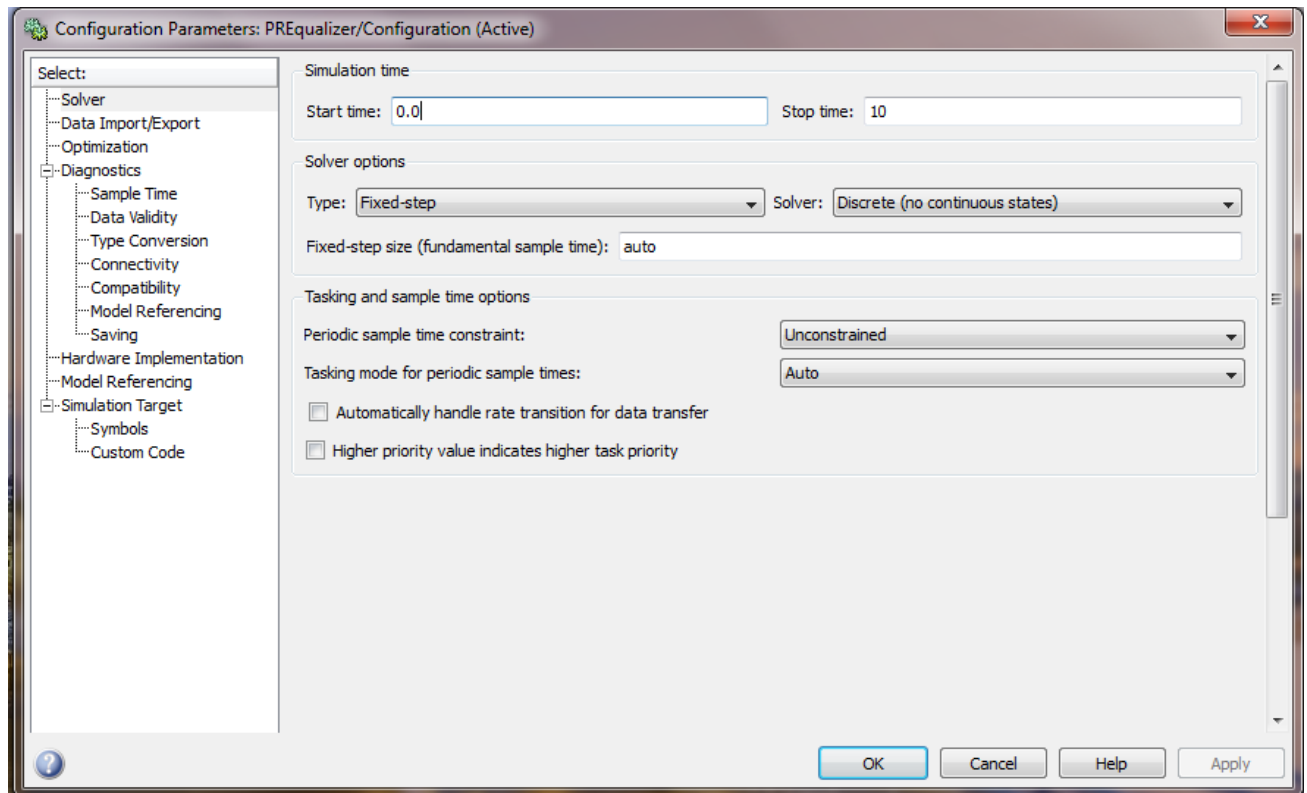 Configuration Parameters: PREqualizer/Configuration (Active)
Select:
Solver
Data Import/Export
Optimization
Diagnostics
Sample Time
Data Validity
Type Conversion
Connectivity
Compatibility
Model Referencing
Saving
Hardware Implementation
Model Referencing
Simulation Target
Symbols
Custom Code
Simulation time
Start time: 0.0 Stop time: 10
Solver options
Type: Fixed-step Solver: Discrete (no continuous states)
Fixed-step size (fundamental sample time): auto
Tasking and sample time options
Periodic sample time constraint: Unconstrained
Tasking mode for periodic sample times: Auto
Automatically handle rate transition for data transfer
Higher priority value indicates higher task priority
OK Cancel Help Apply